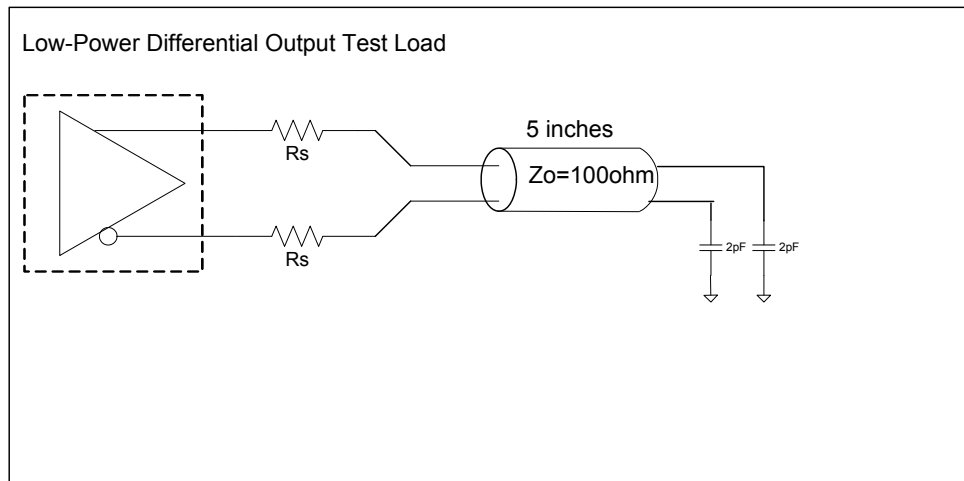 Low-Power Differential Output Test Load
Rs
5 inches
Zo=100ohm
Rs
2pF 2pF